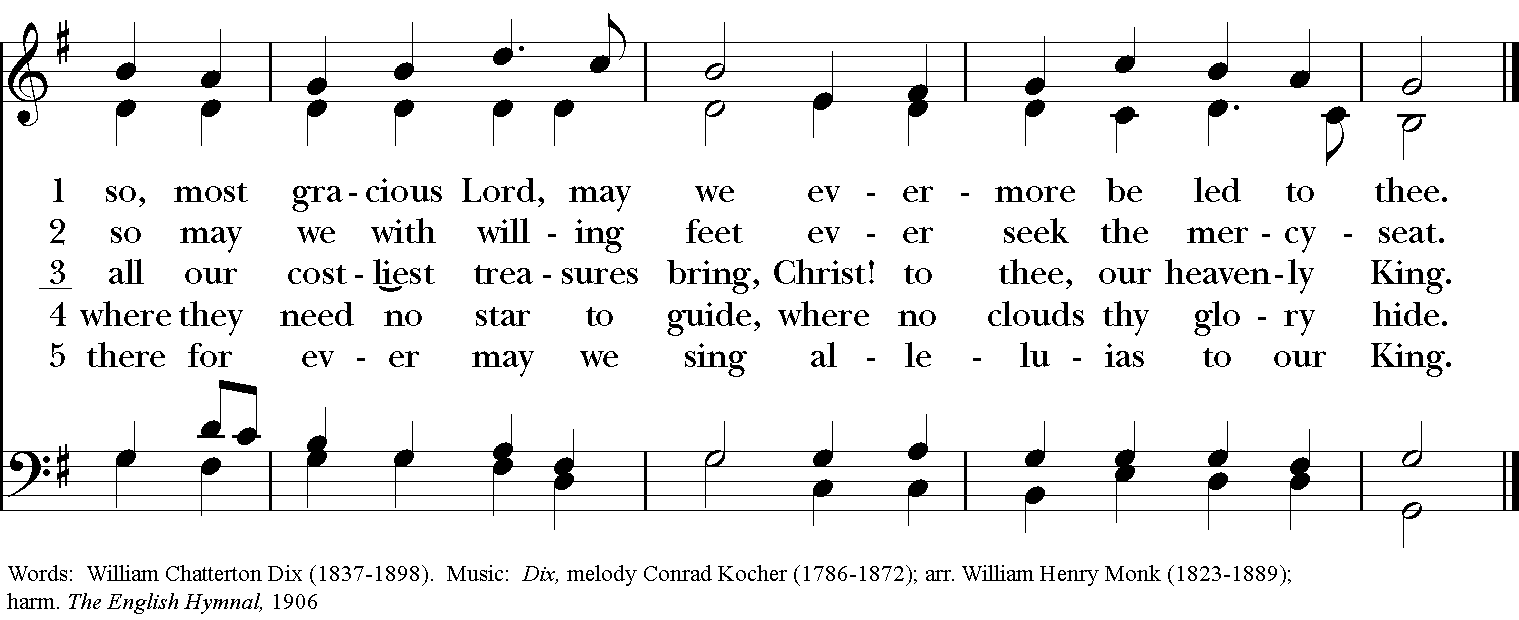 1 so, most gra - cious Lord, may we ev - er - more be led to thee.
2 so may we with will - ing feet ev - er seek the mer - cy - seat.
3 all our cost - liest trea - sures bring, Christ! to thee, our heaven - ly King.
4 where they need no star to guide, where no clouds thy glo - ry hide.
5 there for ev - er may we sing al - le - lu - ias to our King.
Words: William Chatterton Dix (1837-1898). Music: Dix, melody Conrad Kocher (1786-1872); arr. William Henry Monk (1823-1889);
harm. The English Hymnal, 1906